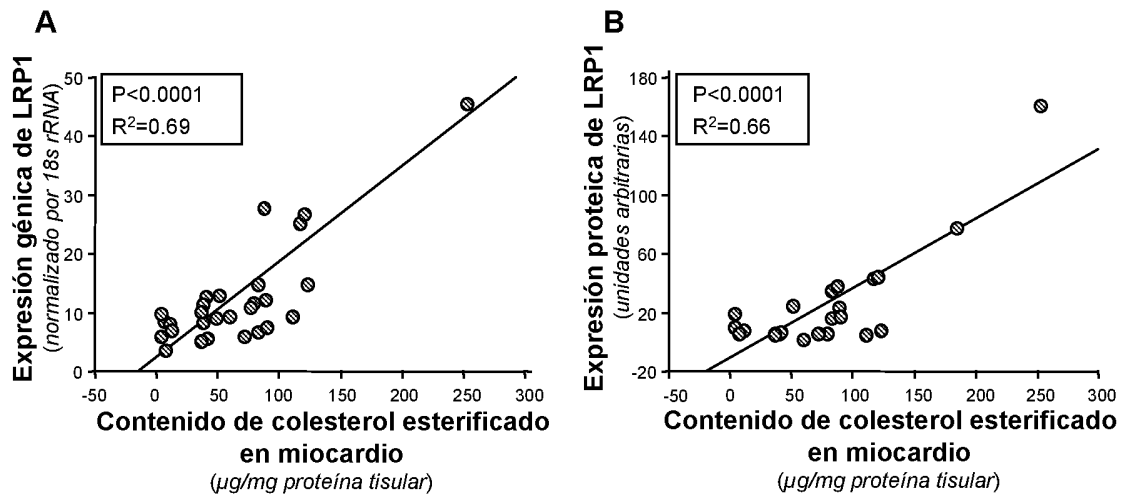 A
Expresión génica de LRP1
(normalizado por 18s rRNA)
P<0.0001
R²=0.69
50
40
30
20
10
0
-50 0 50 100 150 200 250 300
Contenido de colesterol esterificado
en miocardio
(µg/mg proteína tisular)
B
Expresión proteica de LRP1
(unidades arbitrarias)
P<0.0001
R²=0.66
180
140
100
60
20
-20
-50 0 50 100 150 200 250 300
Contenido de colesterol esterificado
en miocardio
(µg/mg proteína tisular)